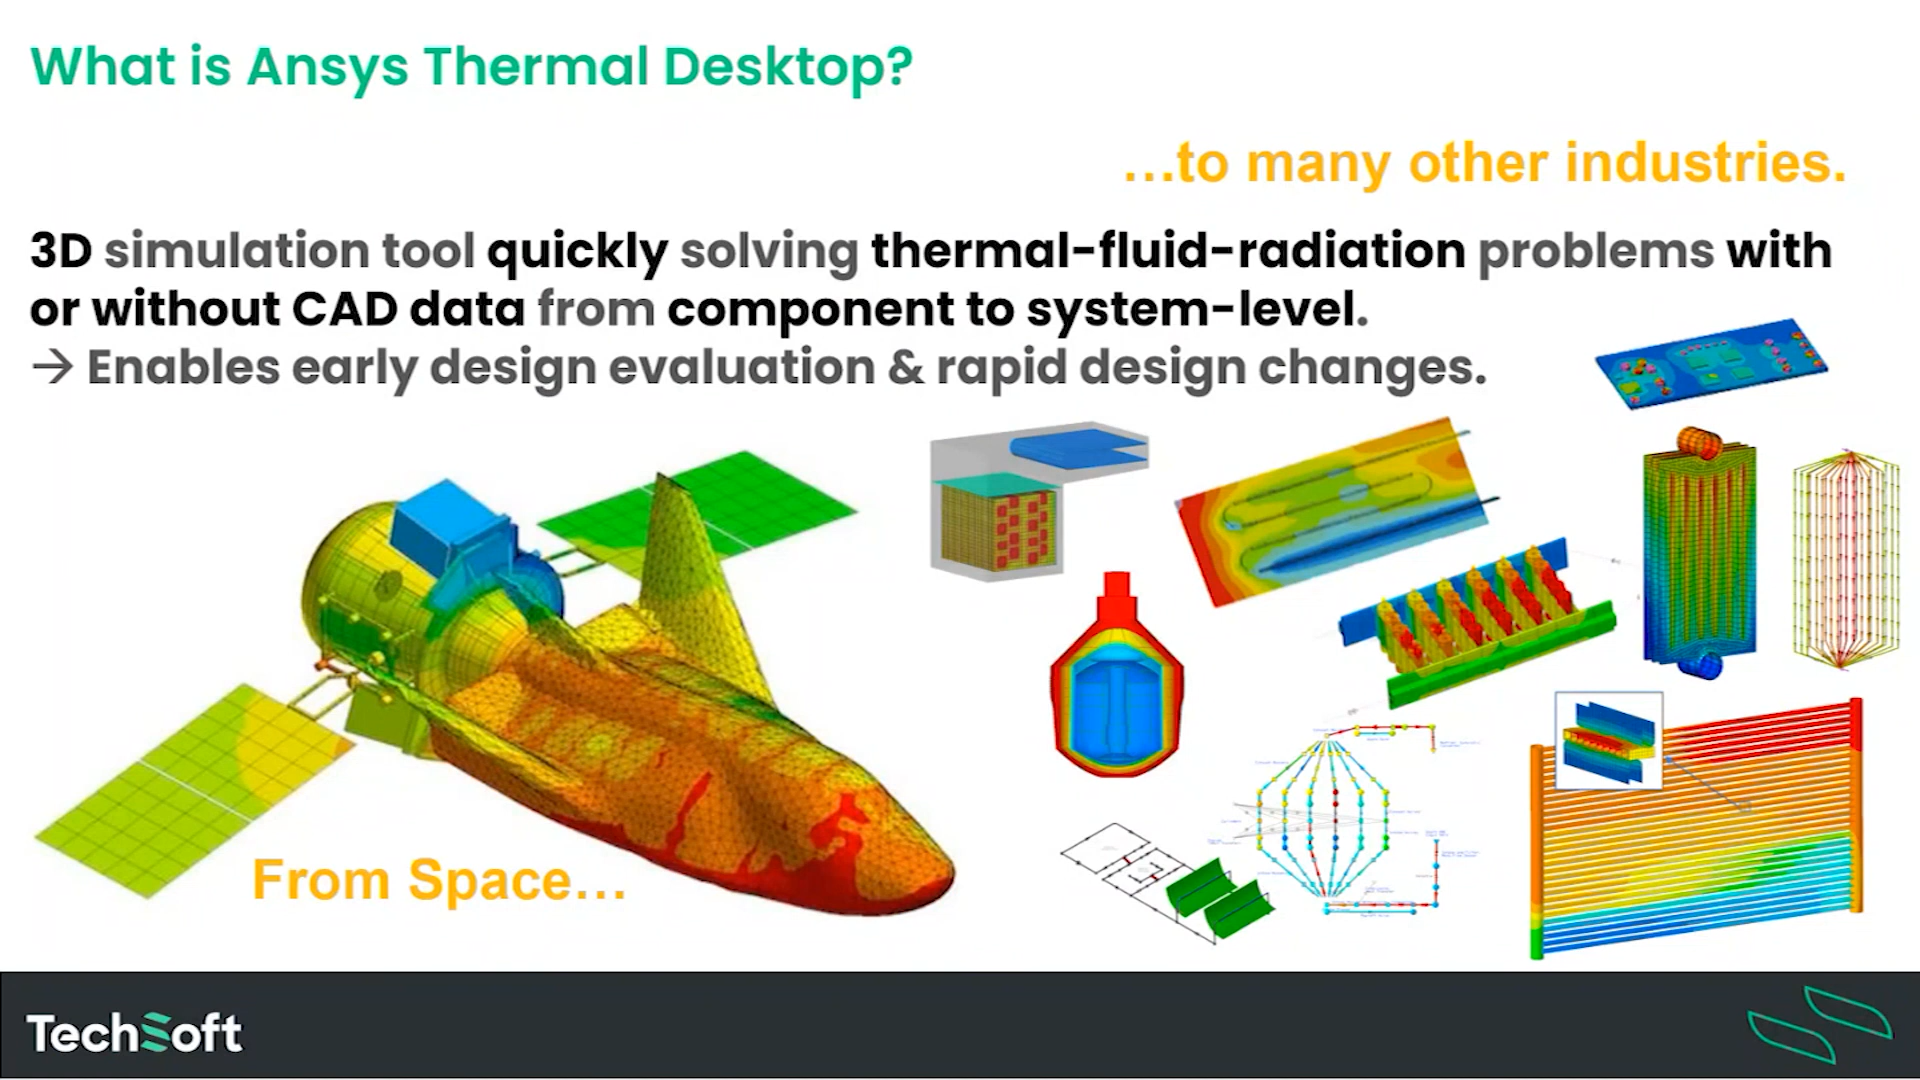 What is Ansys Thermal Desktop?
…to many other industries.
3D simulation tool quickly solving thermal-fluid-radiation problems with
or without CAD data from component to system-level.
→ Enables early design evaluation & rapid design changes.
From Space…
TechSoft